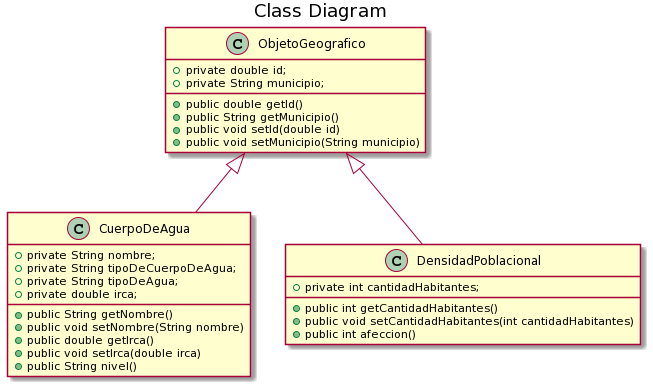 Class Diagram
C ObjetoGeografico
private double id;
private String municipio;
public double getId()
public String getMunicipio()
public void setId(double id)
public void setMunicipio(String municipio)
C CuerpoDeAgua
private String nombre;
private String tipoDeCuerpoDeAgua;
private String tipoDeAgua;
private double irca;
public String getNombre()
public void setNombre(String nombre)
public double getIrca()
public void setIrca(double irca)
public String nivel()
C DensidadPoblacional
private int cantidadHabitantes;
public int getCantidadHabitantes()
public void setCantidadHabitantes(int cantidadHabitantes)
public int afeccion()